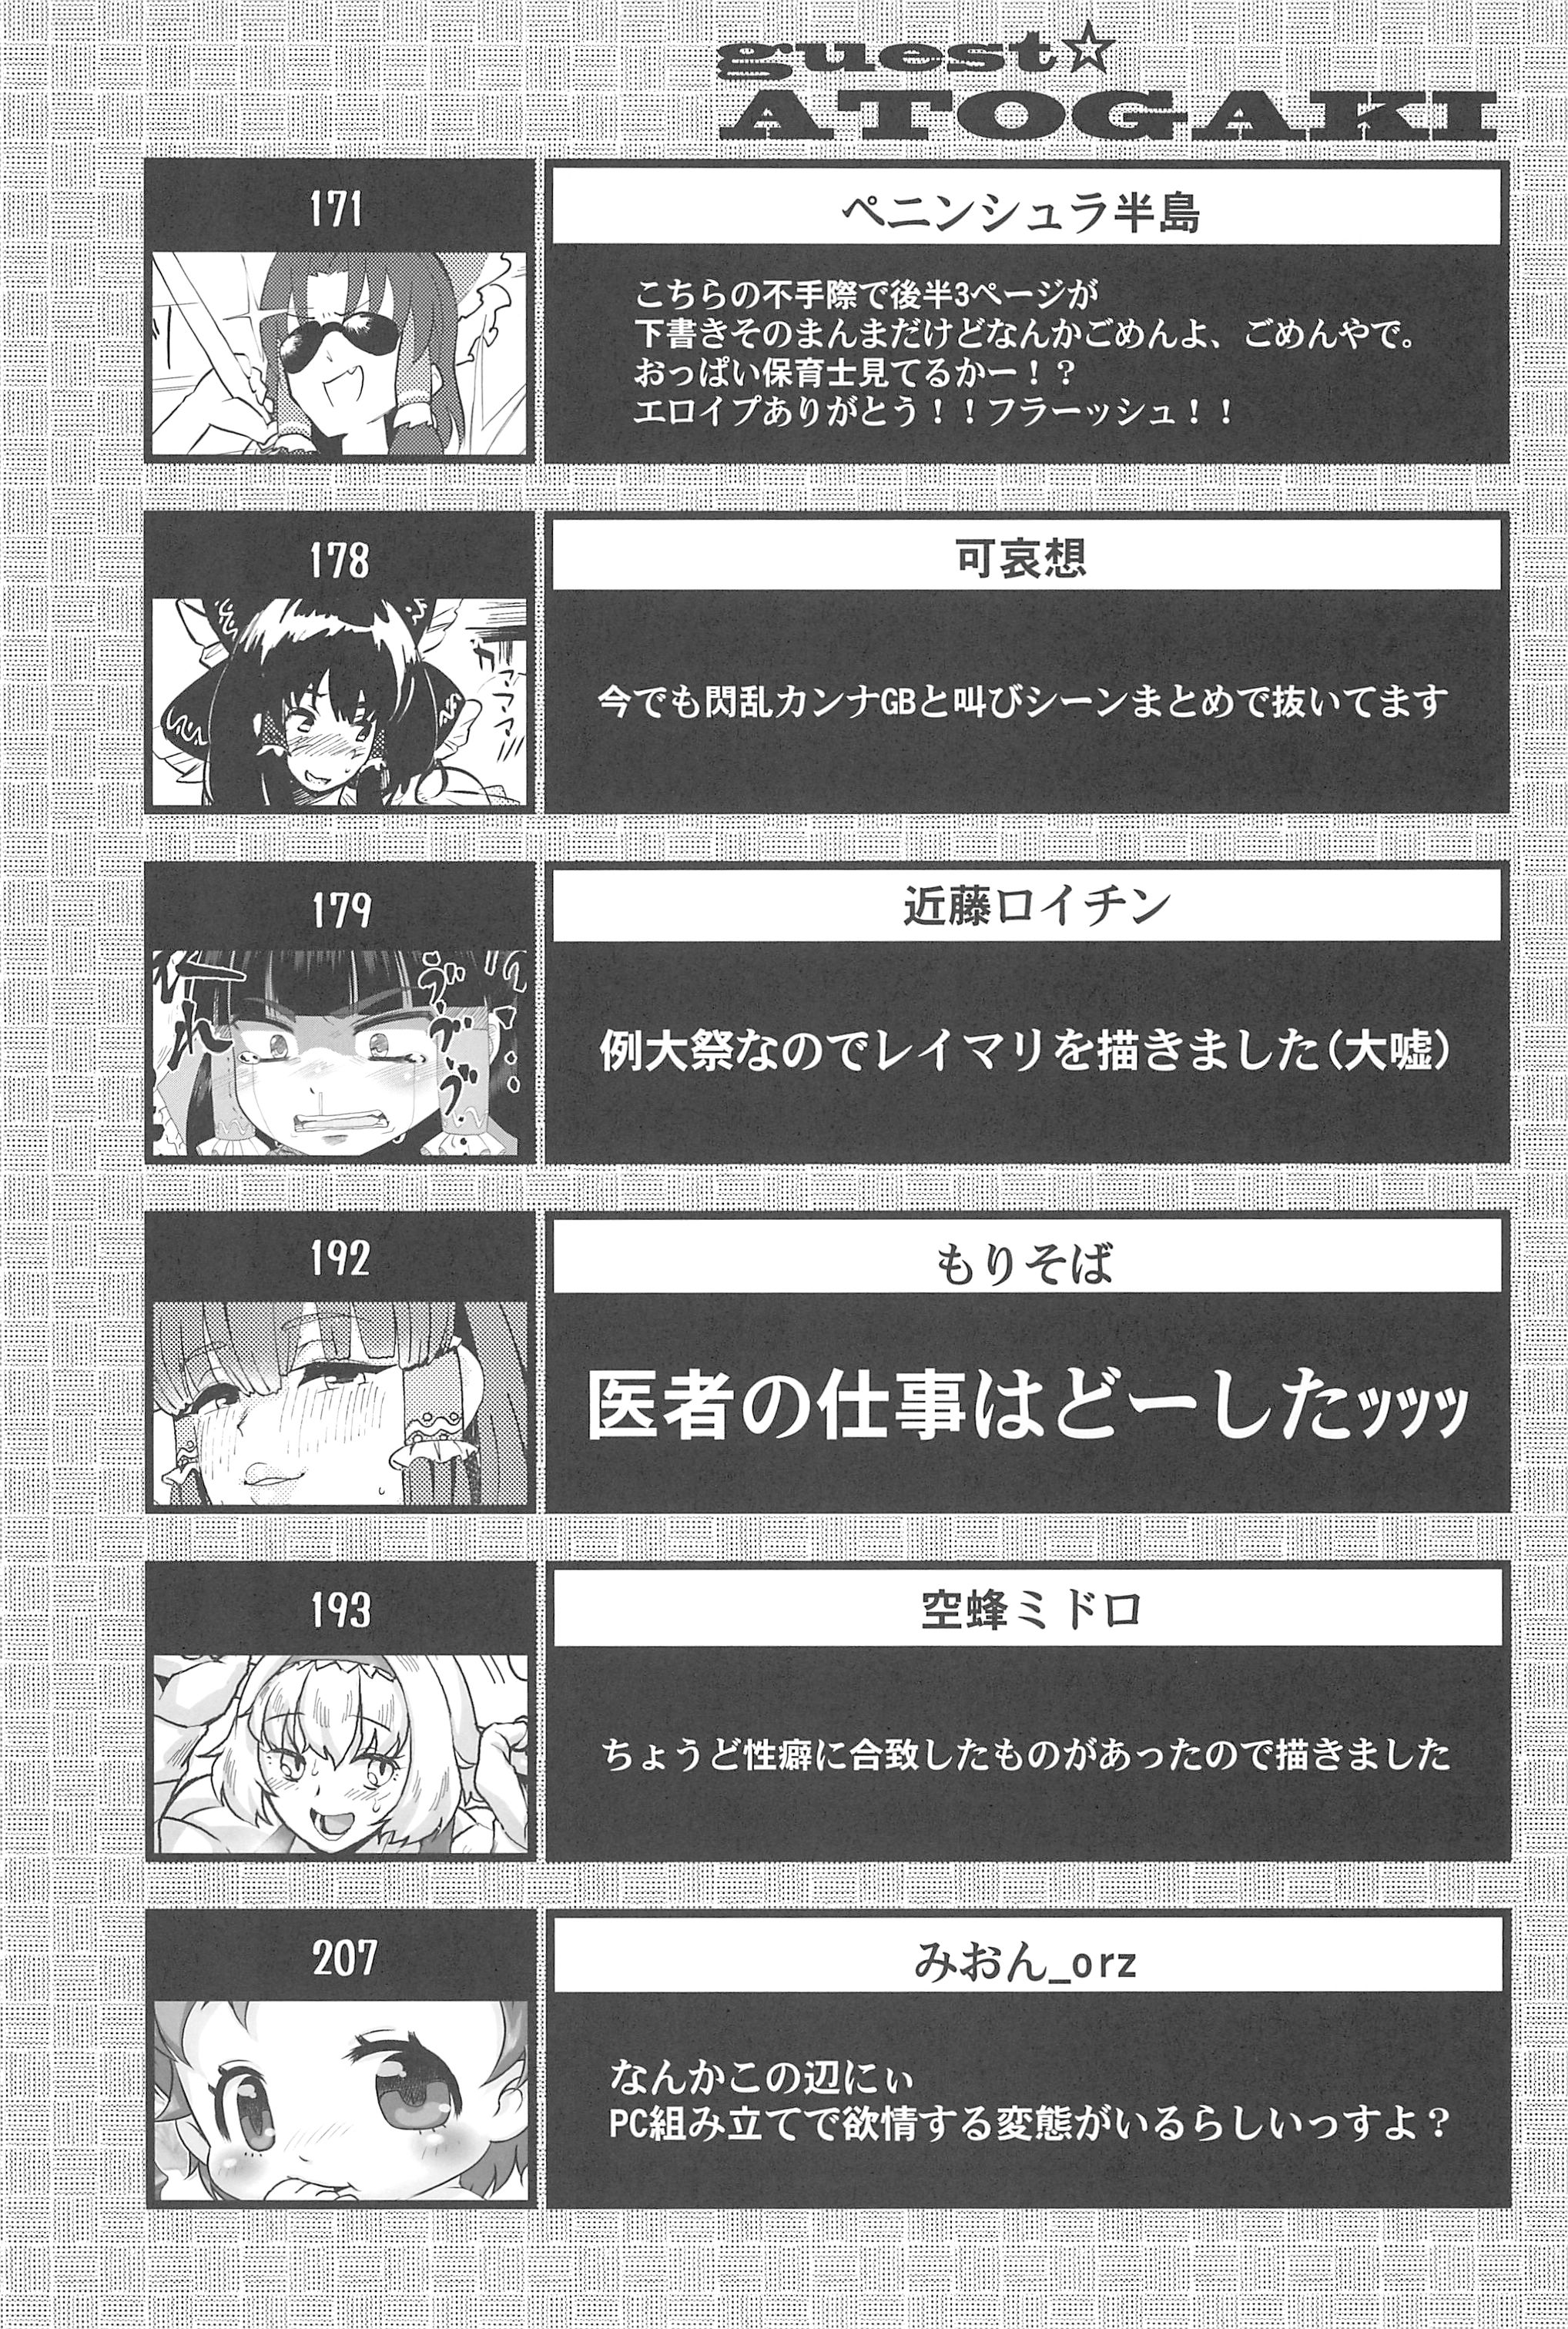 guest☆
ATOGAKI
171
ペニンシュラ半島
こちらの不手際で後半3ページが
下書きそのまんまだけどなんかごめんよ、ごめんやで。
おっぱい保育士見てるかー！？
エロイプありがとう！！フラーッシュ！！
178
可哀想
今でも閃乱カンナGBと叫びシーンまとめで抜いてます
179
近藤ロイチン
例大祭なのでレイマリを描きました(大嘘)
192
もりそば
医者の仕事はどーしたッッッ
193
空蜂ミドロ
ちょうど性癖に合致したものがあったので描きました
207
みおん_orz
なんかこの辺にぃ
PC組み立てで欲情する変態がいるらしいっすよ？